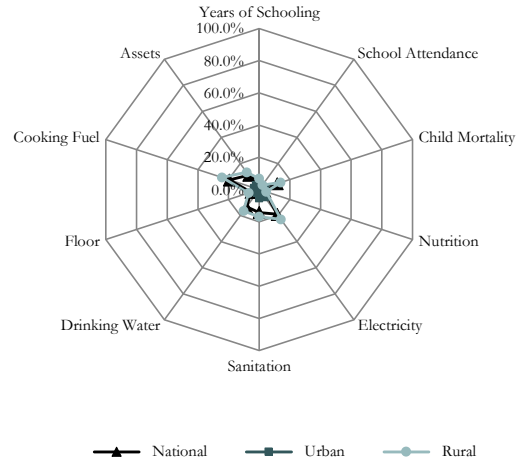 Years of Schooling
100.0%
Assets
School Attendance
80.0%
60.0%
Cooking Fuel
40.0%
Child Mortality
20.0%
0.0%
Floor
Nutrition
Drinking Water
Electricity
Sanitation
National Urban Rural